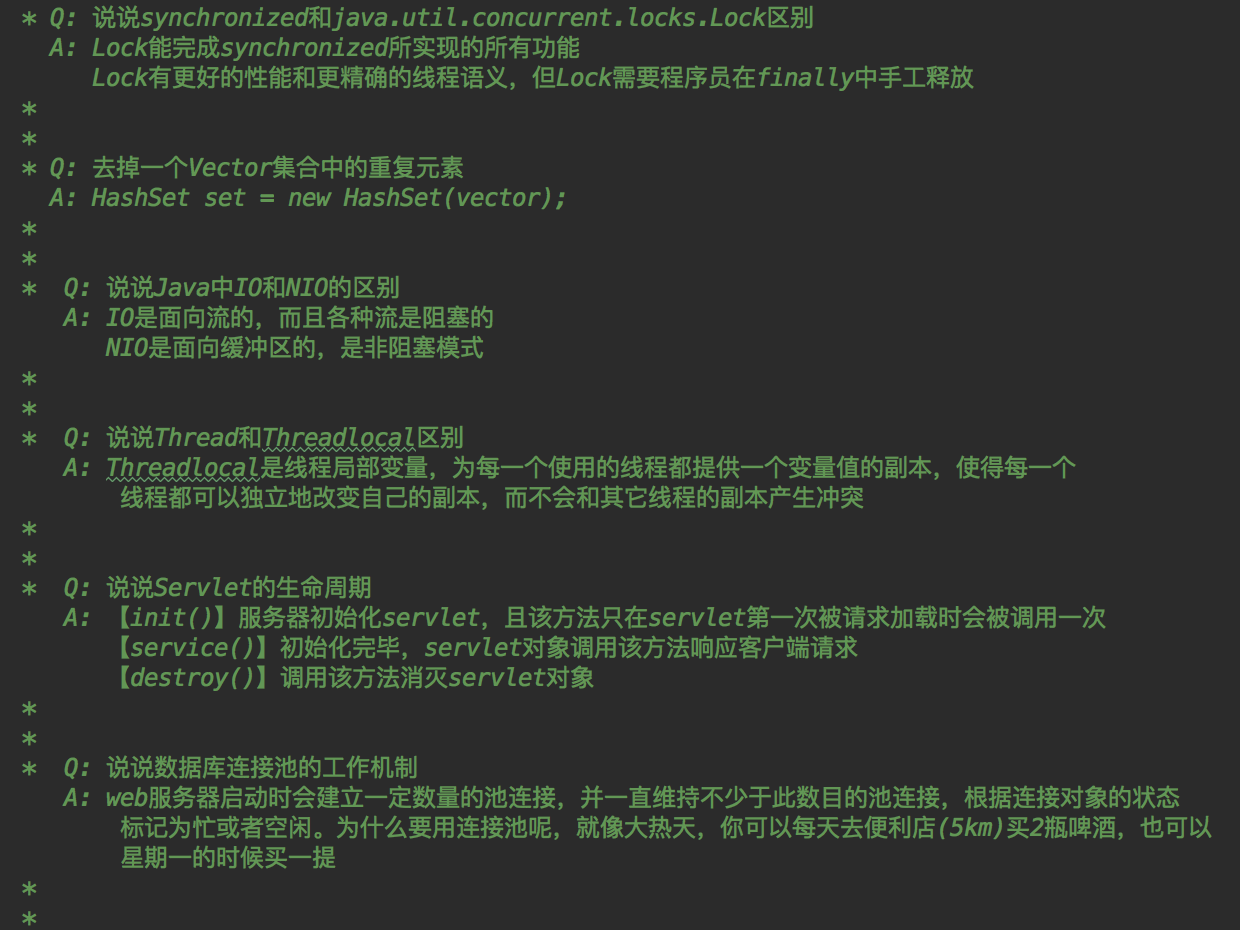 * Q: 说说synchronized和java.util.concurrent.locks.Lock区别
A: Lock能完成synchronized所实现的所有功能
Lock有更好的性能和更精确的线程语义，但Lock需要程序员在finally中手工释放
*
*
* Q: 去掉一个Vector集合中的重复元素
A: HashSet set = new HashSet(vector);
*
*
* Q: 说说Java中IO和NIO的区别
A: IO是面向流的，而且各种流是阻塞的
NIO是面向缓冲区的，是非阻塞模式
*
*
* Q: 说说Thread和Threadlocal区别
A: Threadlocal是线程局部变量，为每一个使用的线程都提供一个变量值的副本，使得每一个
线程都可以独立地改变自己的副本，而不会和其它线程的副本产生冲突
*
*
* Q: 说说Servlet的生命周期
A: 【init()】服务器初始化servlet，且该方法只在servlet第一次被请求加载时会被调用一次
【service()】初始化完毕，servlet对象调用该方法响应客户端请求
【destroy()】调用该方法消灭servlet对象
*
*
* Q: 说说数据库连接池的工作机制
A: web服务器启动时会建立一定数量的池连接，并一直维持不少于此数目的池连接，根据连接对象的状态
标记为忙或者空闲。为什么要用连接池呢，就像大热天，你可以每天去便利店(5km)买2瓶啤酒，也可以
星期一的时候买一提
*
*